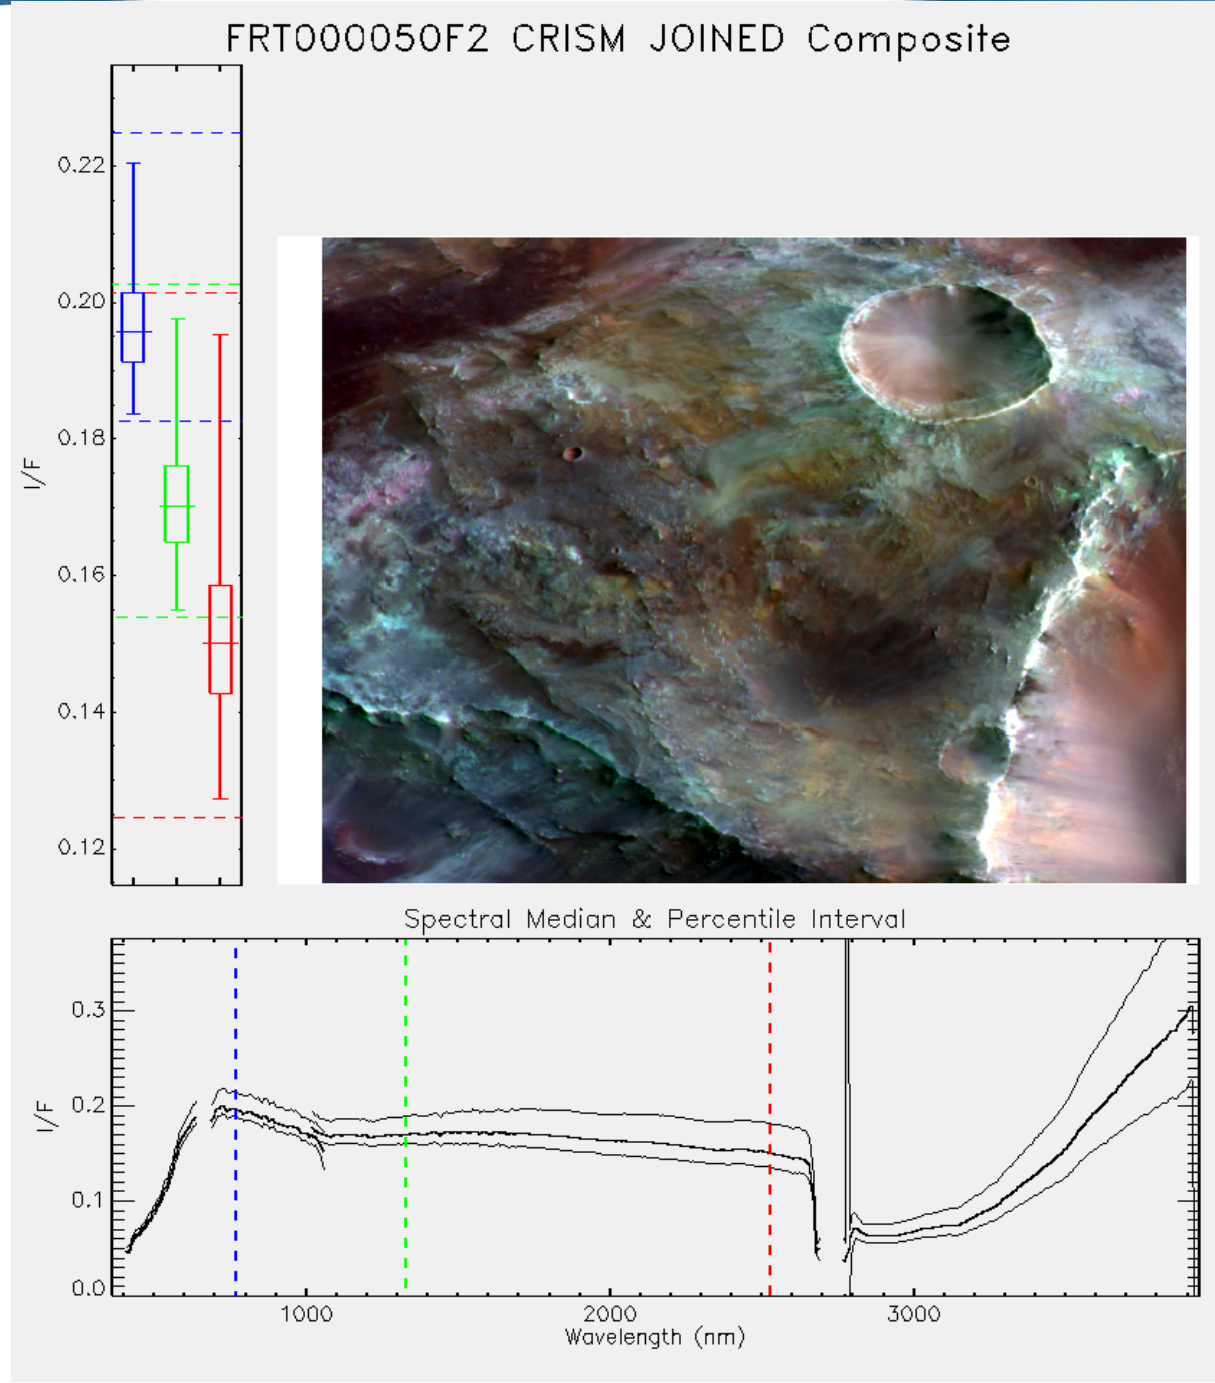 FRT000050F2 CRISM JOINED Composite
0.22
0.20
0.18
I/F
0.16
0.14
0.12
Spectral Median & Percentile Interval
0.3
0.2
I/F
0.1
0.0
1000 2000 3000
Wavelength (nm)